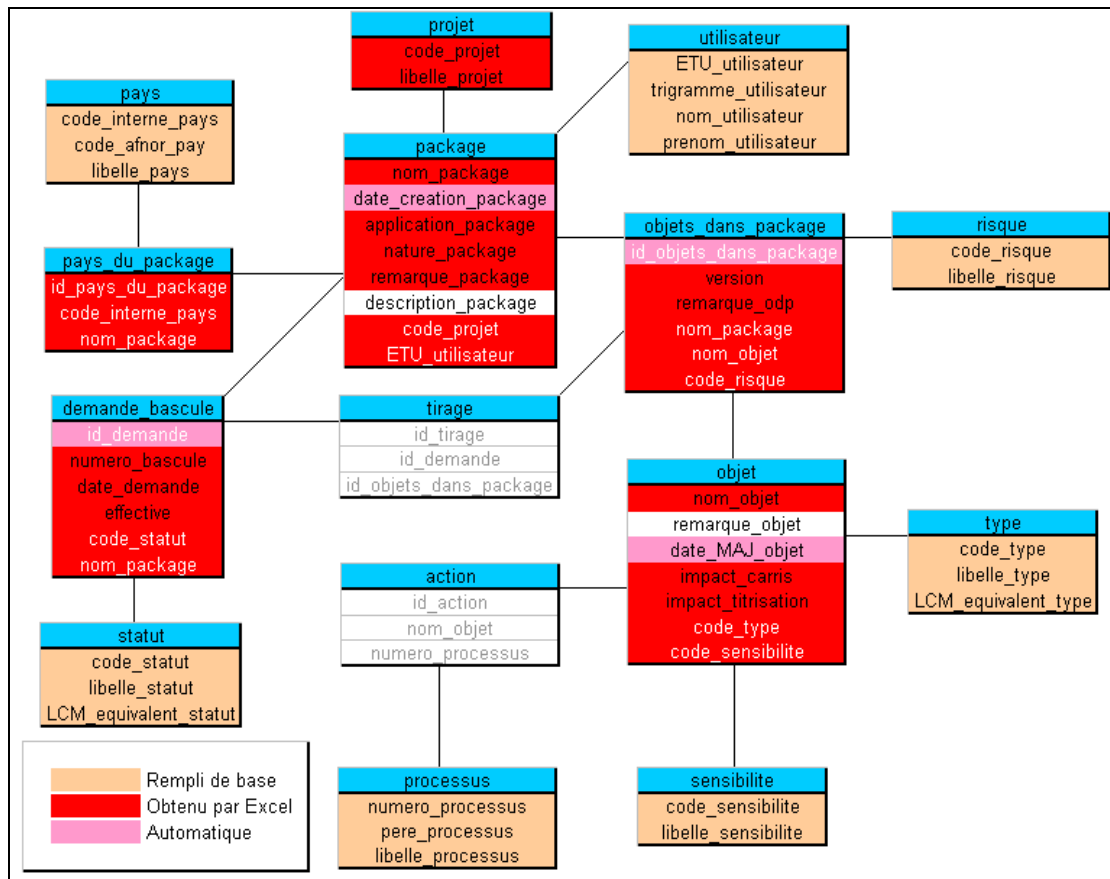 projet
code_projet
libelle_projet
utilisateur
ETU_utilisateur
trigramme_utilisateur
nom_utilisateur
prenom_utilisateur
pays
code_interne_pays
code_afnor_pay
libelle_pays
package
nom_package
date_creation_package
application_package
nature_package
remarque_package
description_package
code_projet
ETU_utilisateur
objets_dans_package
id_objets_dans_package
version
remarque_odp
nom_package
nom_objet
code_risque
risque
code_risque
libelle_risque
pays_du_package
id_pays_du_package
code_interne_pays
nom_package
demande_bascule
id_demande
numero_bascule
date_demande
effective
code_statut
nom_package
tirage
id_tirage
id_demande
id_objets_dans_package
objet
nom_objet
remarque_objet
date_MAJ_objet
impact_carris
impact_titrisation
code_type
code_sensibilite
type
code_type
libelle_type
LCM_equivalent_type
action
id_action
nom_objet
numero_processus
statut
code_statut
libelle_statut
LCM_equivalent_statut
Rempli de base
Obtenu par Excel
Automatique
processus
numero_processus
pere_processus
libelle_processus
sensibilite
code_sensibilite
libelle_sensibilite